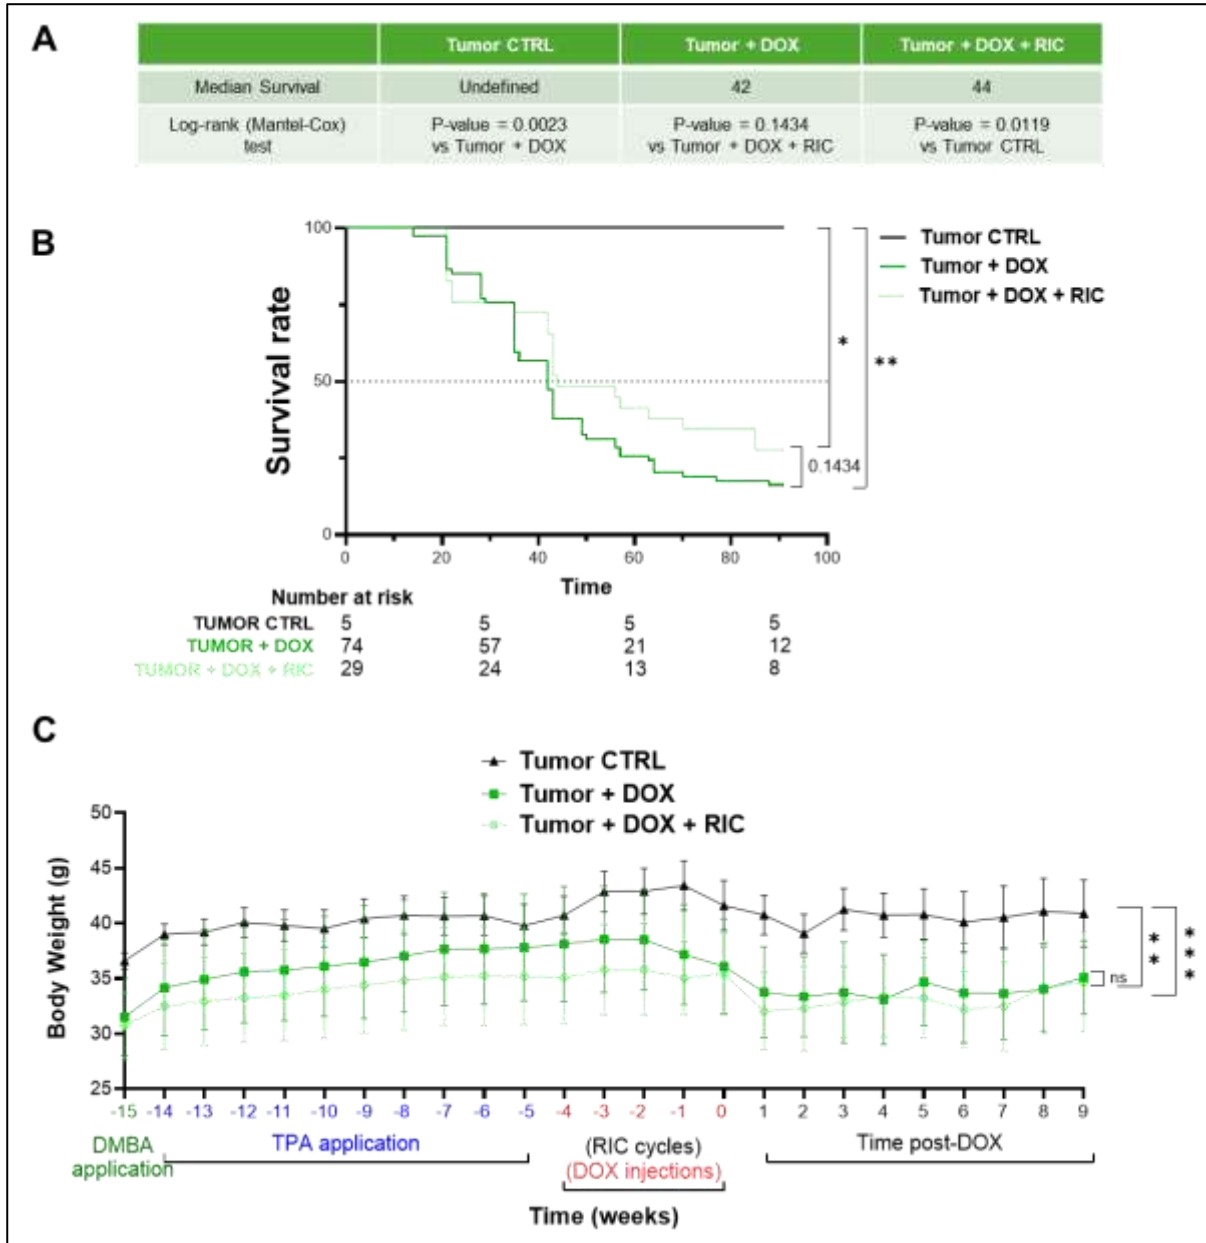 A
Tumor CTRL Tumor + DOX Tumor + DOX + RIC
Median Survival Undefined 42 44
Log-rank (Mantel-Cox) P-value = 0.0023 P-value = 0.1434 P-value = 0.0119
test vs Tumor + DOX vs Tumor + DOX + RIC vs Tumor CTRL
B
100
50
0
Survival rate
Tumor CTRL
Tumor + DOX
Tumor + DOX + RIC
*
**
0.1434
0 20 40 60 80 100
Time
Number at risk
TUMOR CTRL 5 5 5 5
TUMOR + DOX 74 57 21 12
TUMOR + DOX + RIC 29 24 13 8
C
Tumor CTRL
Tumor + DOX
Tumor + DOX + RIC
50
45
40
35
30
25
Body Weight (g)
ns
**
***
-15 -14 -13 -12 -11 -10 -9 -8 -7 -6 -5 -4 -3 -2 -1 0 1 2 3 4 5 6 7 8 9
DMBA
application
TPA application
(RIC cycles)
(DOX injections)
Time post-DOX
Time (weeks)